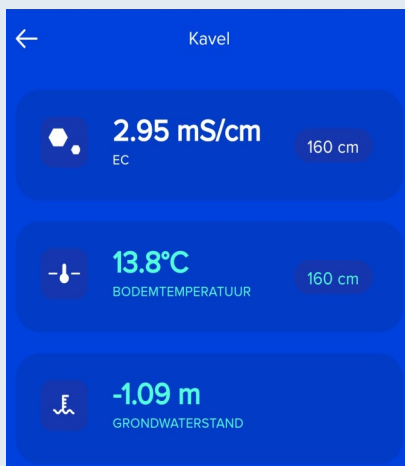 Kavel
2.95 mS/cm
EC
160 cm
13.8°C
BODEMTEMPERATUUR
160 cm
-1.09 m
GRONDWATERSTAND